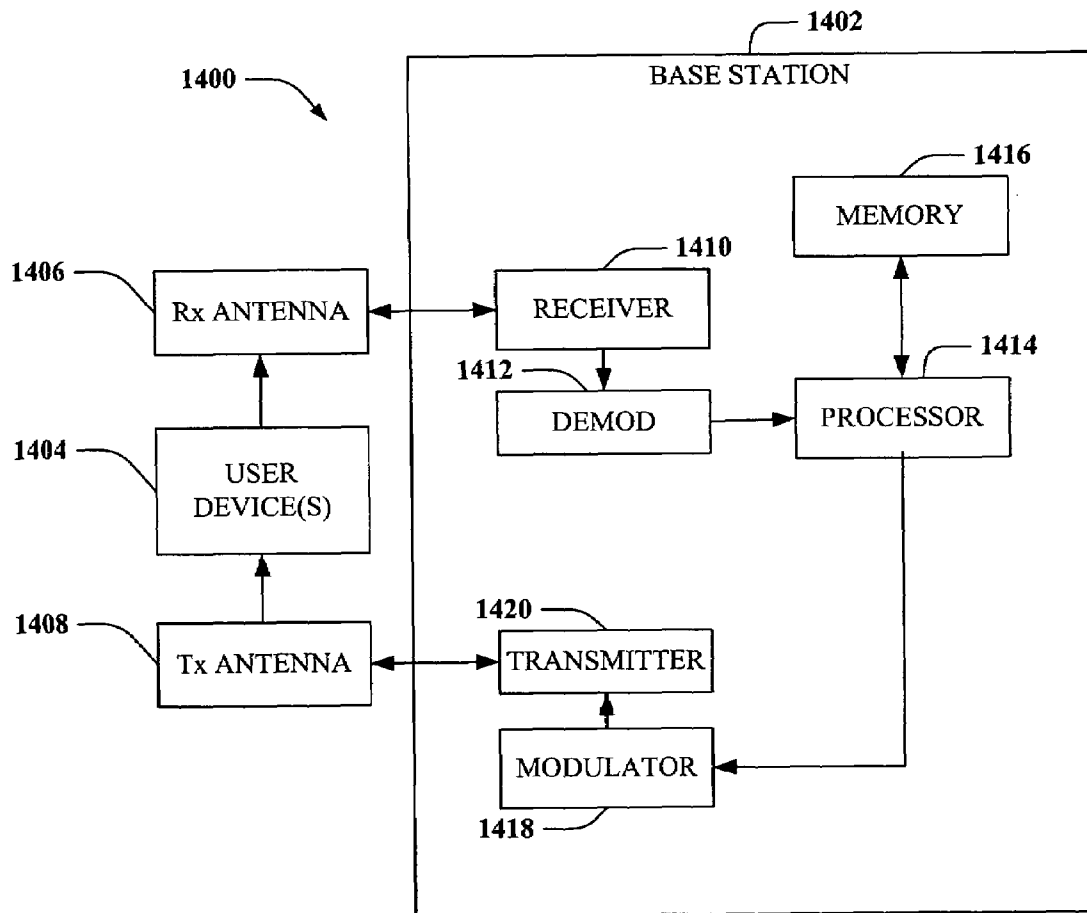 1402
BASE STATION
1400
1416
MEMORY
1410
1406
RECEIVER
Rx ANTENNA
1414
1412
PROCESSOR
DEMOD
1404
USER
DEVICE(S)
1420
1408
TRANSMITTER
Tx ANTENNA
MODULATOR
1418